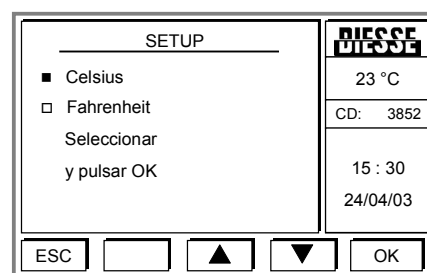 SETUP
■ Celsius
□ Fahrenheit
Seleccionar
y pulsar OK
DIESSE
23 °C
CD: 3852
15 : 30
24/04/03
ESC
▲
▼
OK